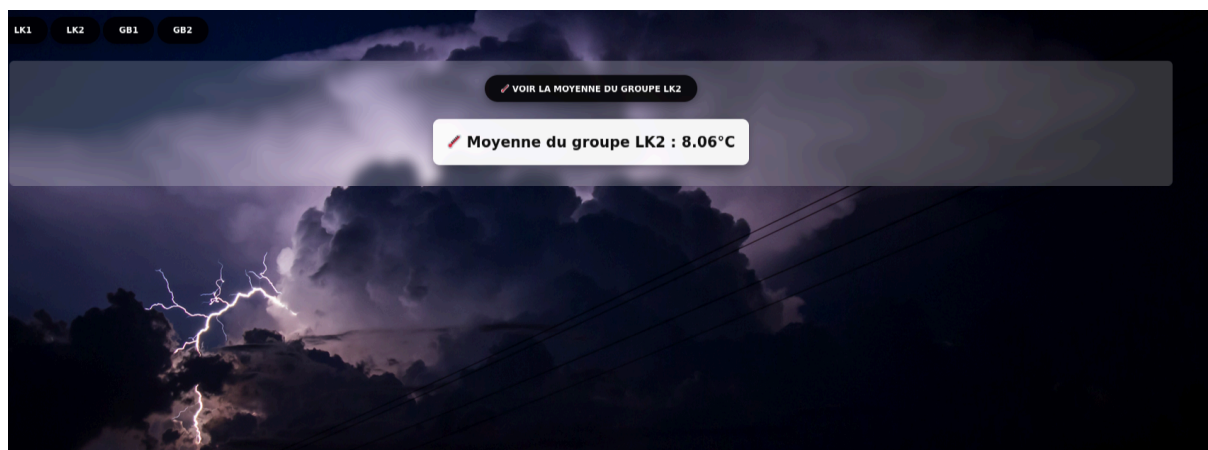 LK1 LK2 GB1 GB2
VOIR LA MOYENNE DU GROUPE LK2
Moyenne du groupe LK2 : 8.06°C